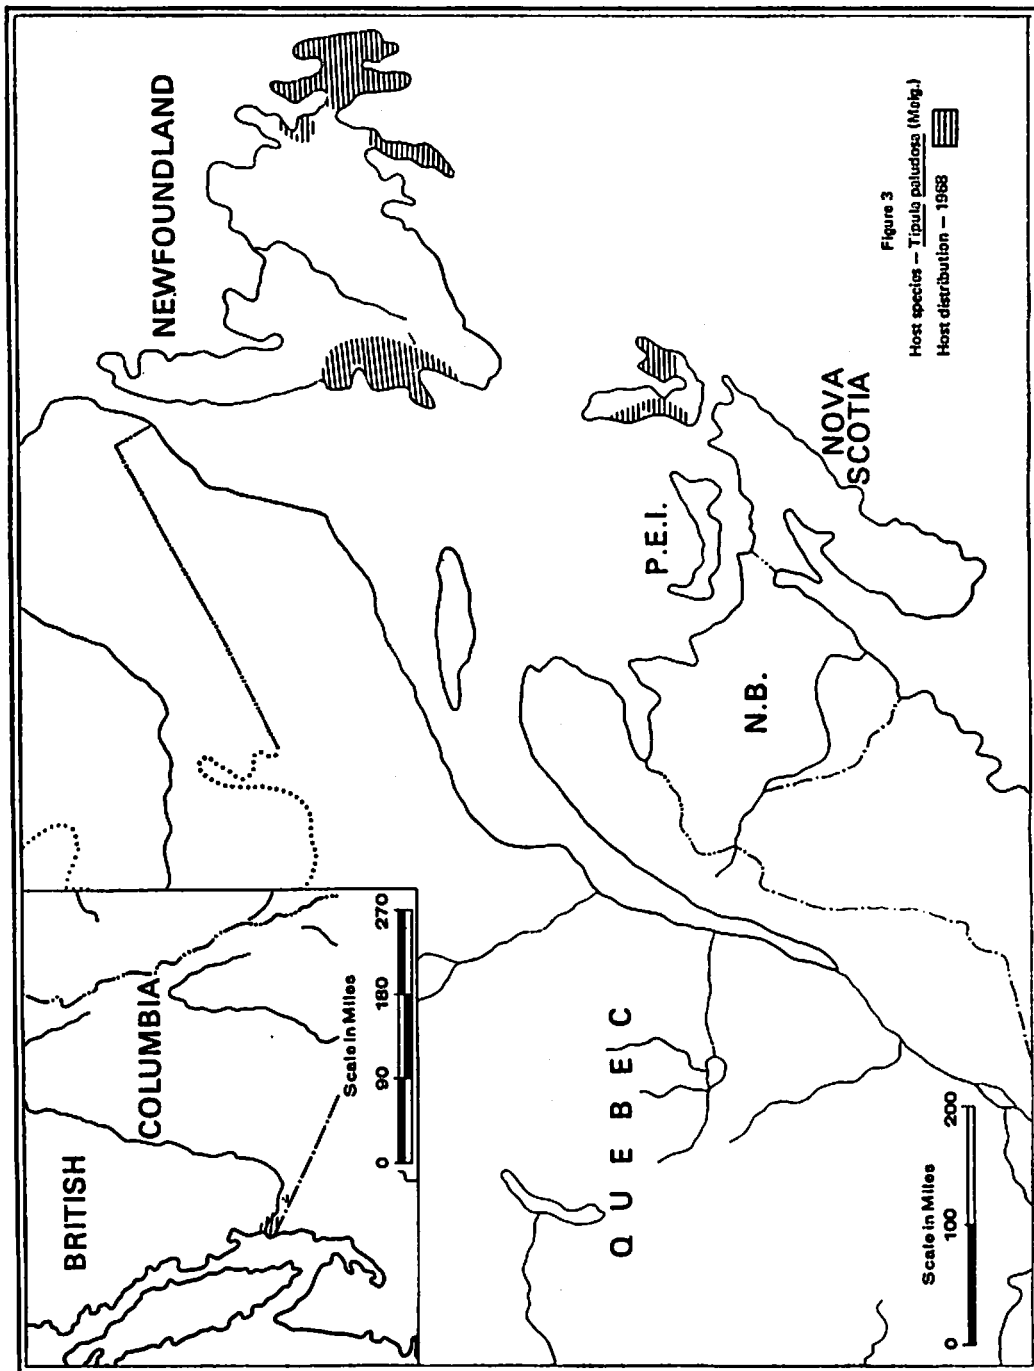 NEWFOUNDLAND
BRITISH
COLUMBIA
Scale in Miles
0 90 180 270
QUEBEC
P.E.I.
N.B.
NOVA
SCOTIA
Scale in Miles
0 100 200
Figure 3
Host species – Tipula paludosa (Meig.)
Host distribution – 1968